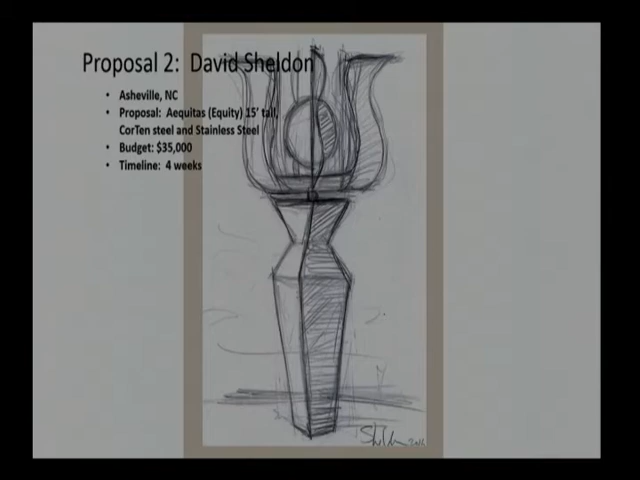 Proposal 2: David Sheldon
• Asheville, NC
• Proposal: Aequitas (Equity) 15' tall,
CorTen steel and Stainless Steel
• Budget: $35,000
• Timeline: 4 weeks